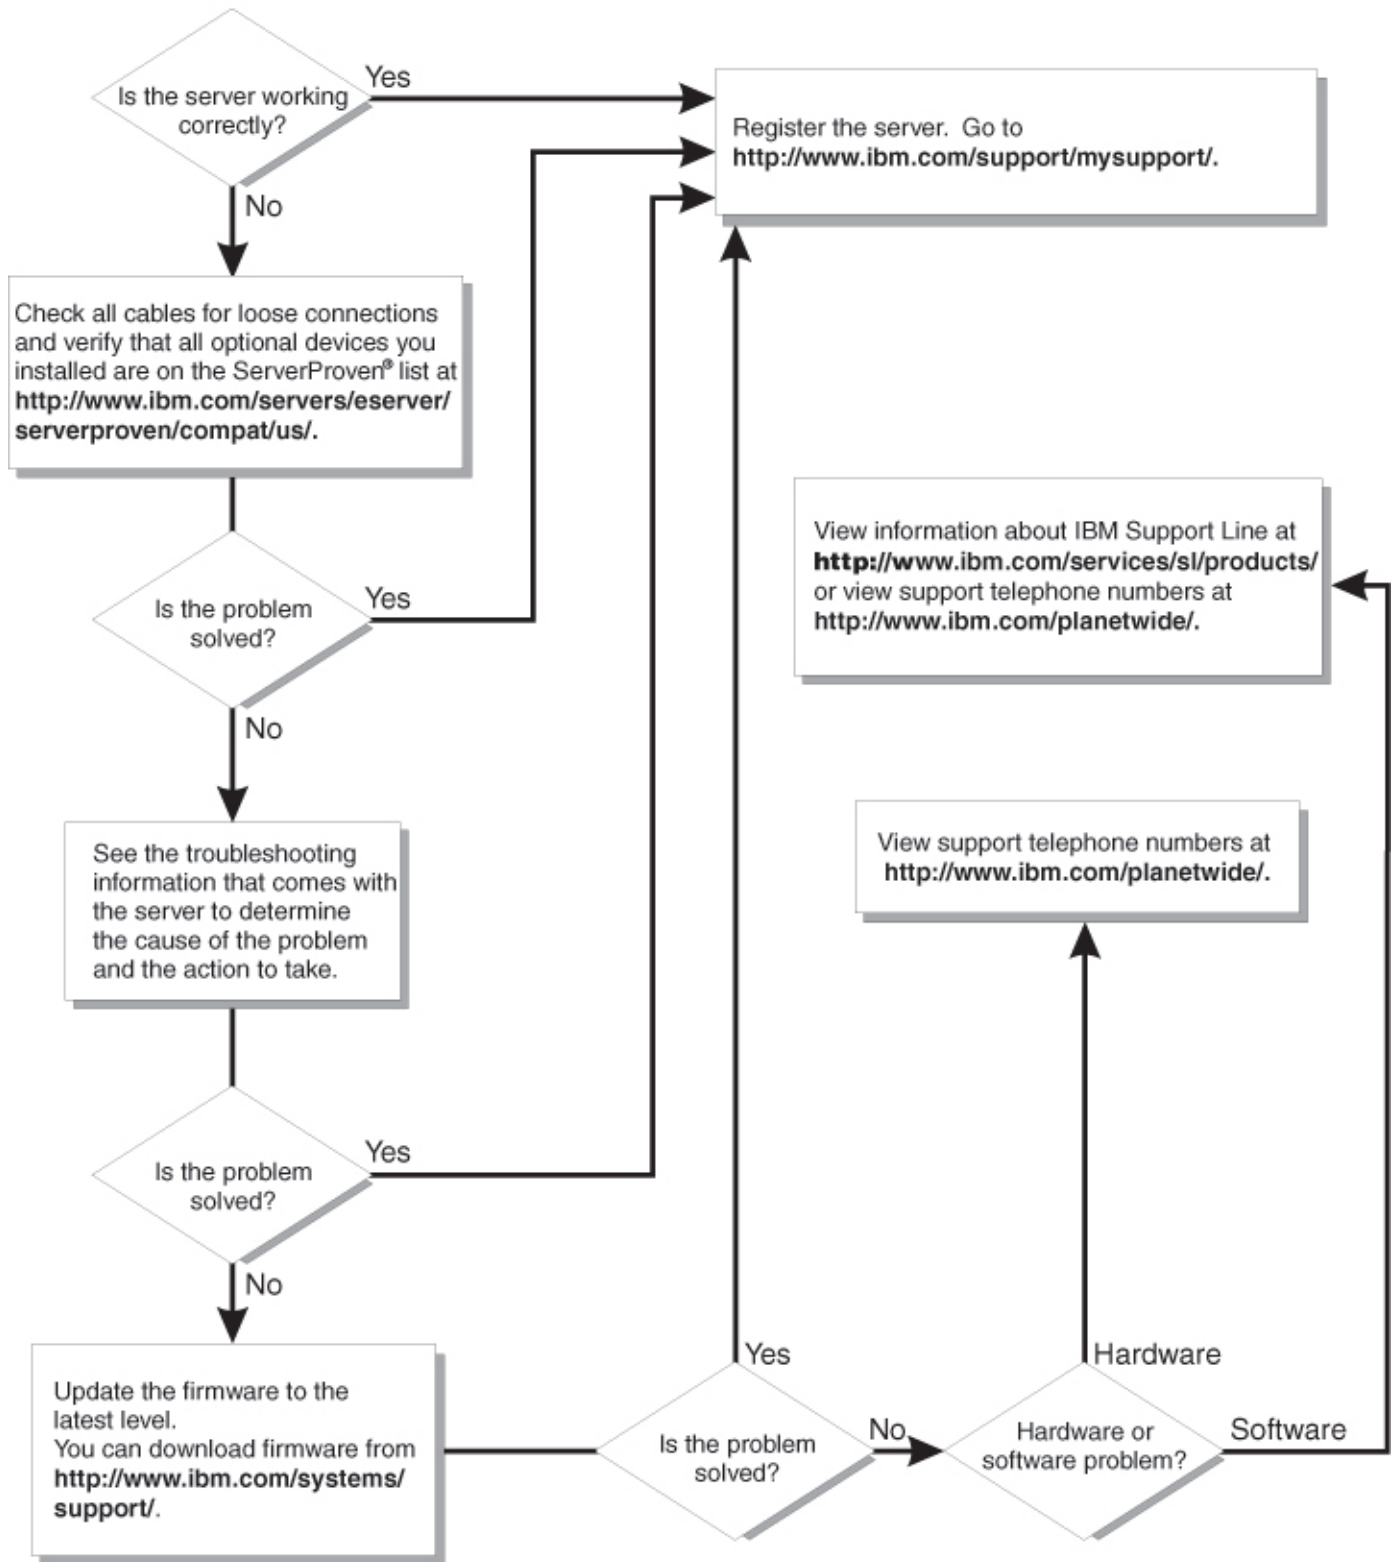 Is the server working
correctly?
Yes
Register the server. Go to
http://www.ibm.com/support/mysupport/.
No
Check all cables for loose connections
and verify that all optional devices you
installed are on the ServerProven® list at
http://www.ibm.com/servers/eserver/
serverproven/compat/us/.
Is the problem
solved?
Yes
View information about IBM Support Line at
http://www.ibm.com/services/sl/products/
or view support telephone numbers at
http://www.ibm.com/planetwide/.
No
See the troubleshooting
information that comes with
the server to determine
the cause of the problem
and the action to take.
View support telephone numbers at
http://www.ibm.com/planetwide/.
Is the problem
solved?
Yes
No
Update the firmware to the
latest level.
You can download firmware from
http://www.ibm.com/systems/
support/.
Is the problem
solved?
Yes
No
Hardware or
software problem?
Hardware
Software